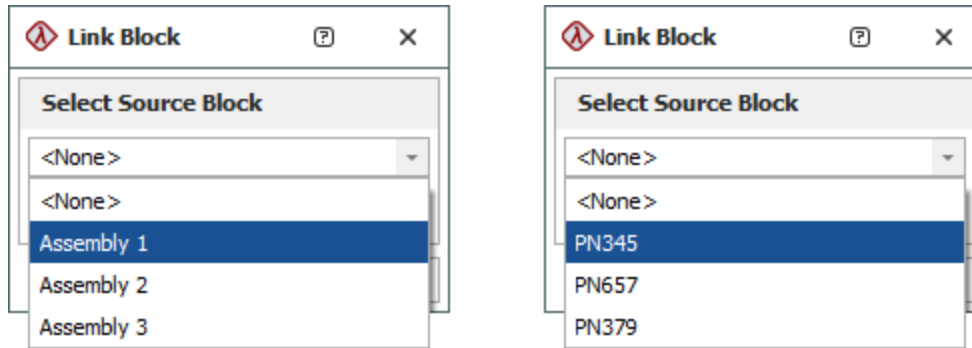 Link Block
Select Source Block
<None>
<None>
Assembly 1
Assembly 2
Assembly 3
Link Block
Select Source Block
<None>
<None>
PN345
PN657
PN379